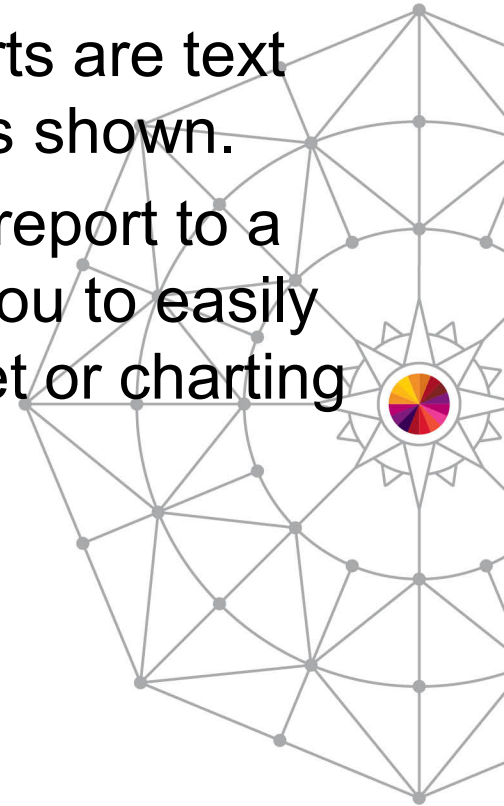 rts are text
s shown.
report to a
ou to easily
et or charting